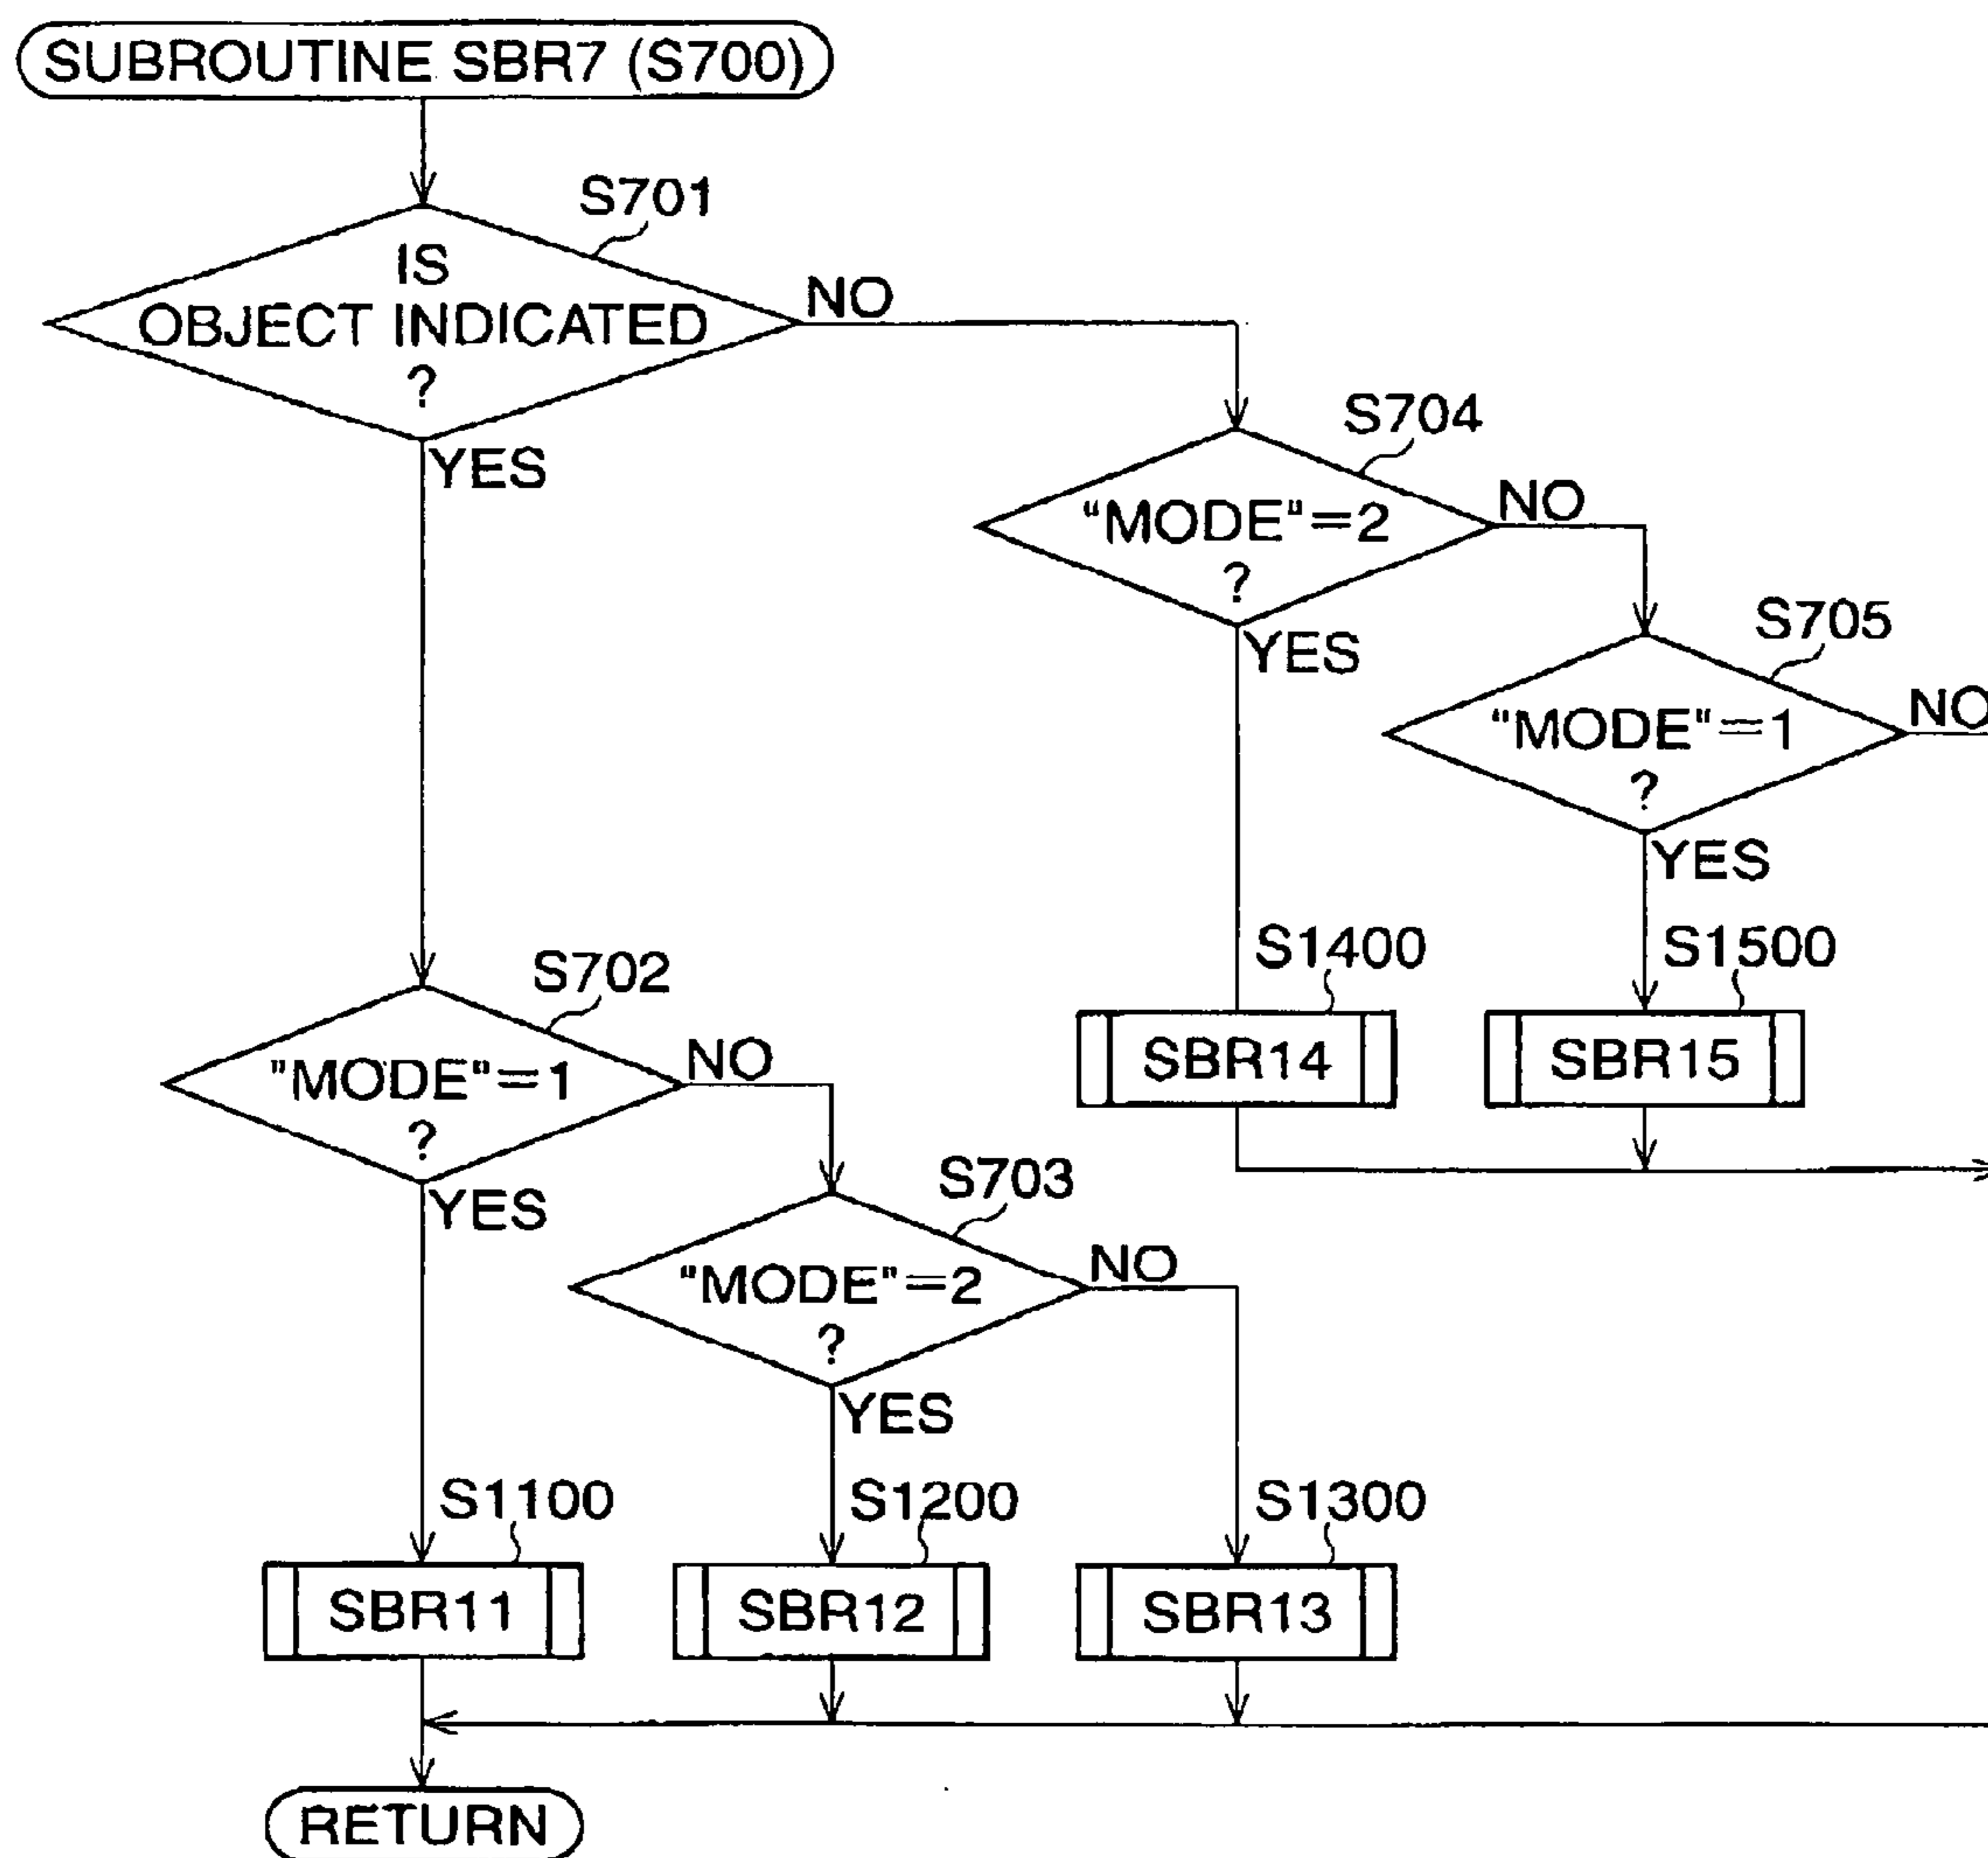 SUBROUTINE SBR7 (S700)
S701
IS
OBJECT INDICATED
?
NO
YES
S704
"MODE"=2
?
NO
YES
S705
"MODE"=1
?
NO
YES
S1400
SBR14
S1500
SBR15
S702
"MODE"=1
?
NO
YES
S703
"MODE"=2
?
NO
YES
S1100
SBR11
S1200
SBR12
S1300
SBR13
RETURN